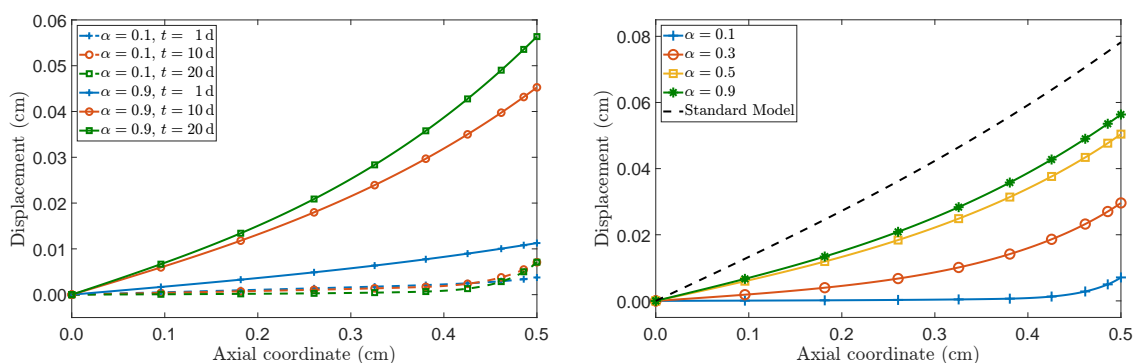 0.06
0.05
0.04
0.03
0.02
0.01
0.00
Displacement (cm)
α = 0.1, t = 1 d
α = 0.1, t = 10 d
α = 0.1, t = 20 d
α = 0.9, t = 1 d
α = 0.9, t = 10 d
α = 0.9, t = 20 d
0.0 0.1 0.2 0.3 0.4 0.5
Axial coordinate (cm)
0.08
0.06
0.04
0.02
0.00
Displacement (cm)
α = 0.1
α = 0.3
α = 0.5
α = 0.9
Standard Model
0.0 0.1 0.2 0.3 0.4 0.5
Axial coordinate (cm)